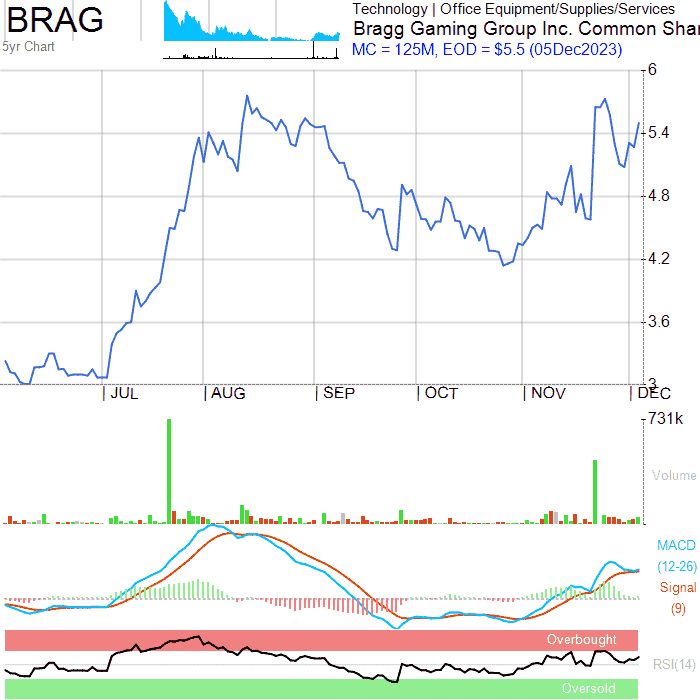 BRAG
5yr Chart
Technology | Office Equipment/Supplies/Services
Bragg Gaming Group Inc. Common Shar
MC = 125M, EOD = $5.5 (05Dec2023)
6
5.4
4.8
4.2
3.6
3
JUL
AUG
SEP
OCT
NOV
DEC
731k
Volume
MACD
(12-26)
Signal
(9)
Overbought
RSI(14)
Oversold